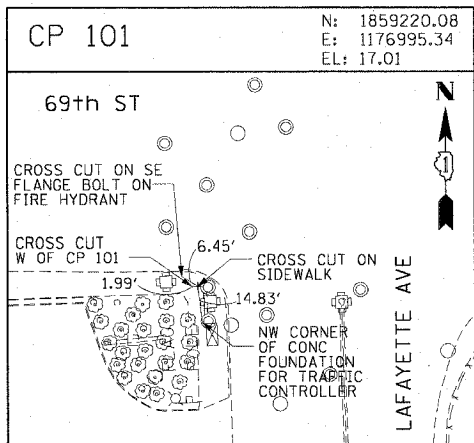 CP 101
N: 1859220.08
E: 1176995.34
EL: 17.01
69th ST
N
1
CROSS CUT ON SE
FLANGE BOLT ON
FIRE HYDRANT
CROSS CUT
W OF CP 101
6.45'
1.99'
CROSS CUT ON
SIDEWALK
14.83'
NW CORNER
OF CONC
FOUNDATION
FOR TRAFFIC
CONTROLLER
LAFAYETTE AVE